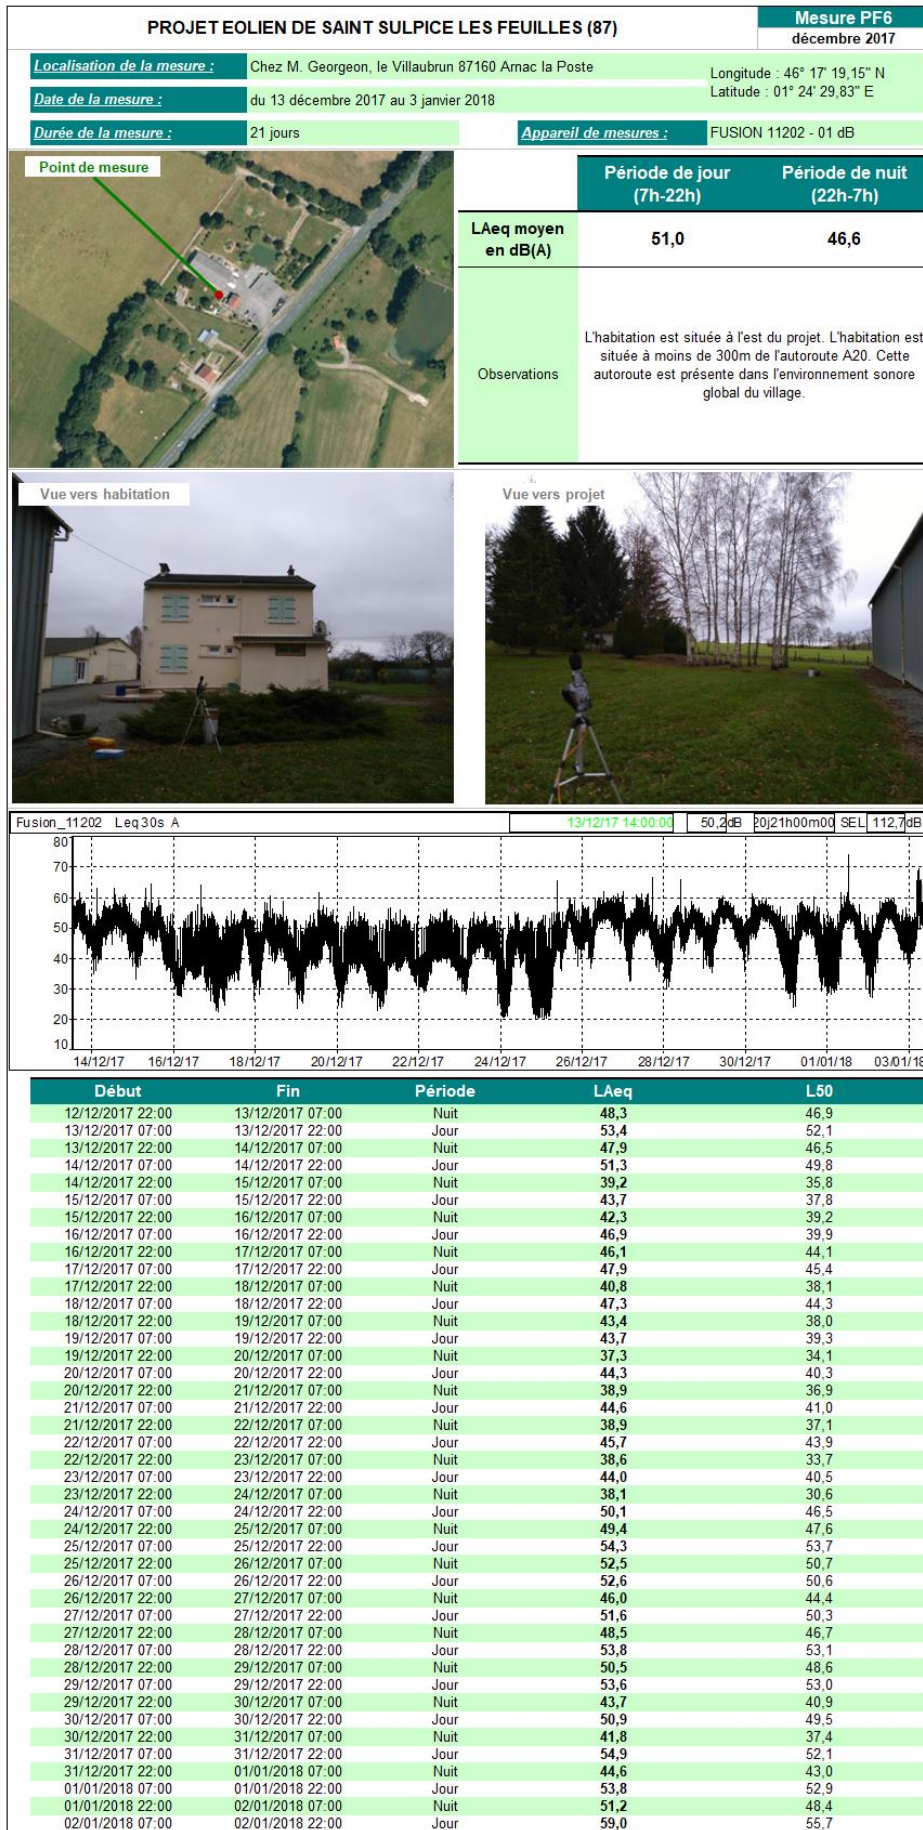 PROJET EOLIEN DE SAINT SULPICE LES FEUILLES (87)
Mesure PF6
décembre 2017
Localisation de la mesure :
Chez M. Georgeon, le Villaubrun 87160 Arnac la Poste
Longitude : 46° 17' 19,15" N
Latitude : 01° 24' 29,83" E
Date de la mesure :
du 13 décembre 2017 au 3 janvier 2018
Durée de la mesure :
21 jours
Appareil de mesures :
FUSION 11202 - 01 dB
Point de mesure
Période de jour
(7h-22h)
Période de nuit
(22h-7h)
LAeq moyen
en dB(A)
51,0
46,6
Observations
L'habitation est située à l'est du projet. L'habitation est
située à moins de 300m de l'autoroute A20. Cette
autoroute est présente dans l'environnement sonore
global du village.
Vue vers habitation
Vue vers projet
Fusion_11202 Leq30s A 13/12/17 14:00:00 50,2dB 20j21h00m00 SEL 112,7dB
80
70
60
50
40
30
20
10
14/12/17 16/12/17 18/12/17 20/12/17 22/12/17 24/12/17 26/12/17 28/12/17 30/12/17 01/01/18 03/01/18
Début Fin Période LAeq L50
12/12/2017 22:00 13/12/2017 07:00 Nuit 48,3 46,9
13/12/2017 07:00 13/12/2017 22:00 Jour 53,4 52,1
13/12/2017 22:00 14/12/2017 07:00 Nuit 47,9 46,5
14/12/2017 07:00 14/12/2017 22:00 Jour 51,3 49,8
14/12/2017 22:00 15/12/2017 07:00 Nuit 39,2 35,8
15/12/2017 07:00 15/12/2017 22:00 Jour 43,7 37,8
15/12/2017 22:00 16/12/2017 07:00 Nuit 42,3 39,2
16/12/2017 07:00 16/12/2017 22:00 Jour 46,9 39,9
16/12/2017 22:00 17/12/2017 07:00 Nuit 46,1 44,1
17/12/2017 07:00 17/12/2017 22:00 Jour 47,9 45,4
17/12/2017 22:00 18/12/2017 07:00 Nuit 40,8 38,1
18/12/2017 07:00 18/12/2017 22:00 Jour 47,3 44,3
18/12/2017 22:00 19/12/2017 07:00 Nuit 43,4 38,0
19/12/2017 07:00 19/12/2017 22:00 Jour 43,7 39,3
19/12/2017 22:00 20/12/2017 07:00 Nuit 37,3 34,1
20/12/2017 07:00 20/12/2017 22:00 Jour 44,3 40,3
20/12/2017 22:00 21/12/2017 07:00 Nuit 38,9 36,9
21/12/2017 07:00 21/12/2017 22:00 Jour 44,6 41,0
21/12/2017 22:00 22/12/2017 07:00 Nuit 38,9 37,1
22/12/2017 07:00 22/12/2017 22:00 Jour 45,7 43,9
22/12/2017 22:00 23/12/2017 07:00 Nuit 38,6 33,7
23/12/2017 07:00 23/12/2017 22:00 Jour 44,0 40,5
23/12/2017 22:00 24/12/2017 07:00 Nuit 38,1 30,6
24/12/2017 07:00 24/12/2017 22:00 Jour 50,1 46,5
24/12/2017 22:00 25/12/2017 07:00 Nuit 49,4 47,6
25/12/2017 07:00 25/12/2017 22:00 Jour 54,3 53,7
25/12/2017 22:00 26/12/2017 07:00 Nuit 52,5 50,7
26/12/2017 07:00 26/12/2017 22:00 Jour 52,6 50,6
26/12/2017 22:00 27/12/2017 07:00 Nuit 46,0 44,4
27/12/2017 07:00 27/12/2017 22:00 Jour 51,6 50,3
27/12/2017 22:00 28/12/2017 07:00 Nuit 48,5 46,7
28/12/2017 07:00 28/12/2017 22:00 Jour 53,8 53,1
28/12/2017 22:00 29/12/2017 07:00 Nuit 50,5 48,6
29/12/2017 07:00 29/12/2017 22:00 Jour 53,6 53,0
29/12/2017 22:00 30/12/2017 07:00 Nuit 43,7 40,9
30/12/2017 07:00 30/12/2017 22:00 Jour 50,9 49,5
30/12/2017 22:00 31/12/2017 07:00 Nuit 41,8 37,4
31/12/2017 07:00 31/12/2017 22:00 Jour 54,9 52,1
31/12/2017 22:00 01/01/2018 07:00 Nuit 44,6 43,0
01/01/2018 07:00 01/01/2018 22:00 Jour 53,8 52,9
01/01/2018 22:00 02/01/2018 07:00 Nuit 51,2 48,4
02/01/2018 07:00 02/01/2018 22:00 Jour 59,0 55,7